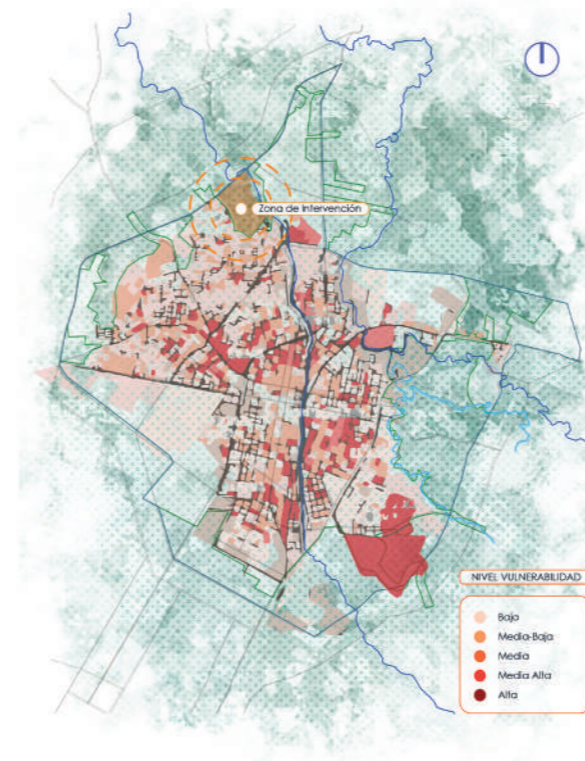 Zona de Intervención
NIVEL VULNERABILIDAD
Baja
Media-Baja
Media
Media Alta
Alta